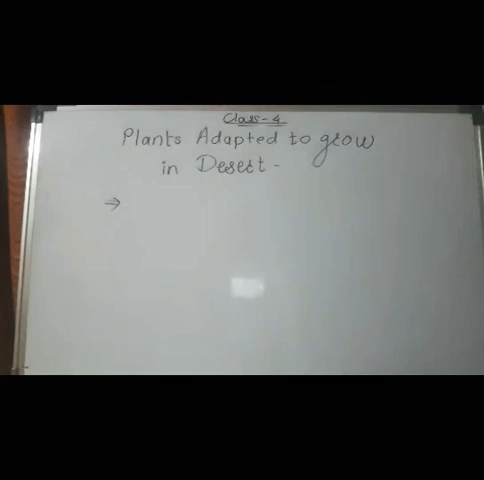 Class-4
Plants Adapted to grow
in Desert -
→